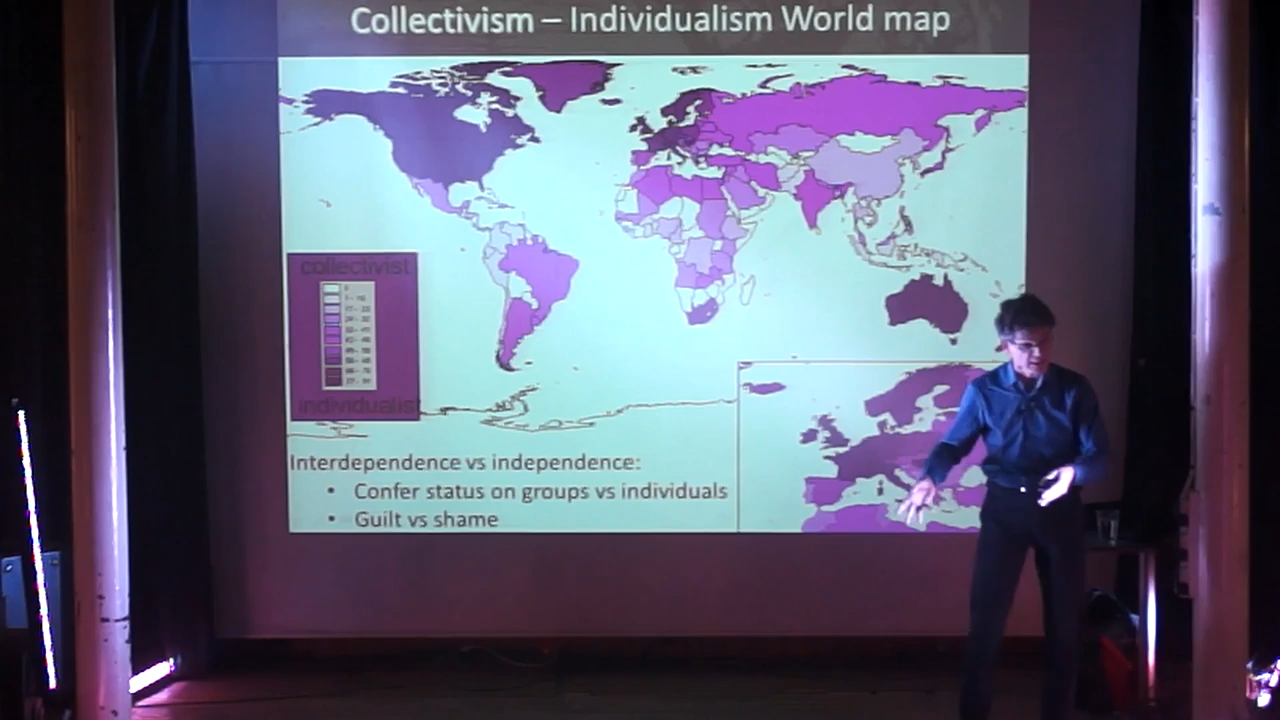 Collectivism – Individualism World map
collectivist
individualist
Interdependence vs independence:
• Confer status on groups vs individuals
• Guilt vs shame